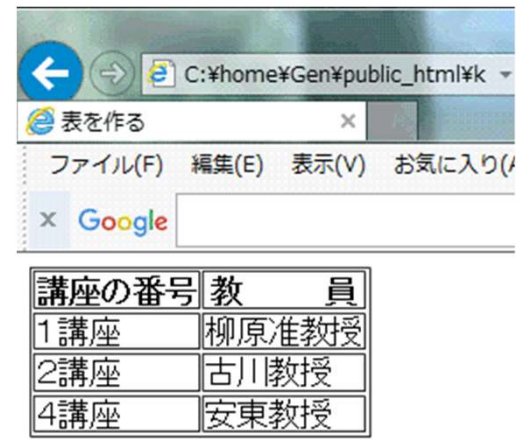 C:¥home¥Gen¥public_html¥k
表を作る
ファイル(F) 編集(E) 表示(V) お気に入り(A
Google
講座の番号 教 員
1講座 柳原准教授
2講座 古川教授
4講座 安東教授